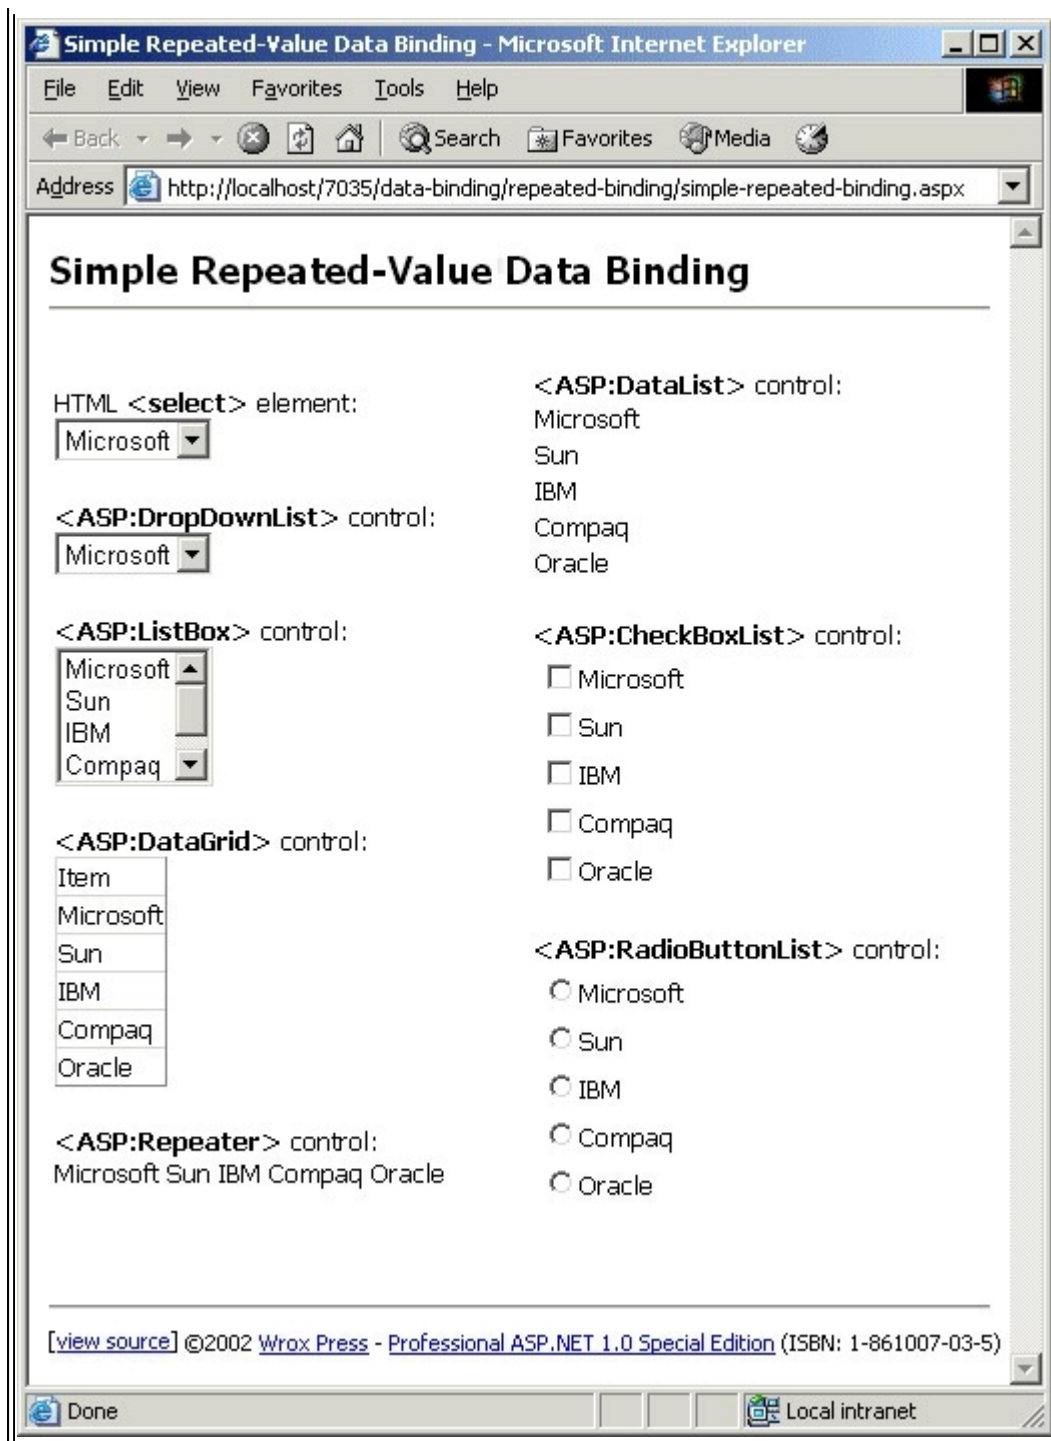 Simple Repeated-Value Data Binding - Microsoft Internet Explorer
File Edit View Favorites Tools Help
Back Search Favorites Media
Address http://localhost/7035/data-binding/repeated-binding/simple-repeated-binding.aspx
Simple Repeated-Value Data Binding
HTML <select> element:
Microsoft
<ASP:DropDownList> control:
Microsoft
<ASP:ListBox> control:
Microsoft
Sun
IBM
Compaq
<ASP:DataGrid> control:
Item
Microsoft
Sun
IBM
Compaq
Oracle
<ASP:Repeater> control:
Microsoft Sun IBM Compaq Oracle
<ASP:DataList> control:
Microsoft
Sun
IBM
Compaq
Oracle
<ASP:CheckBoxList> control:
Microsoft
Sun
IBM
Compaq
Oracle
<ASP:RadioButtonList> control:
Microsoft
Sun
IBM
Compaq
Oracle
[view source] ©2002 Wrox Press - Professional ASP.NET 1.0 Special Edition (ISBN: 1-861007-03-5)
Done Local intranet